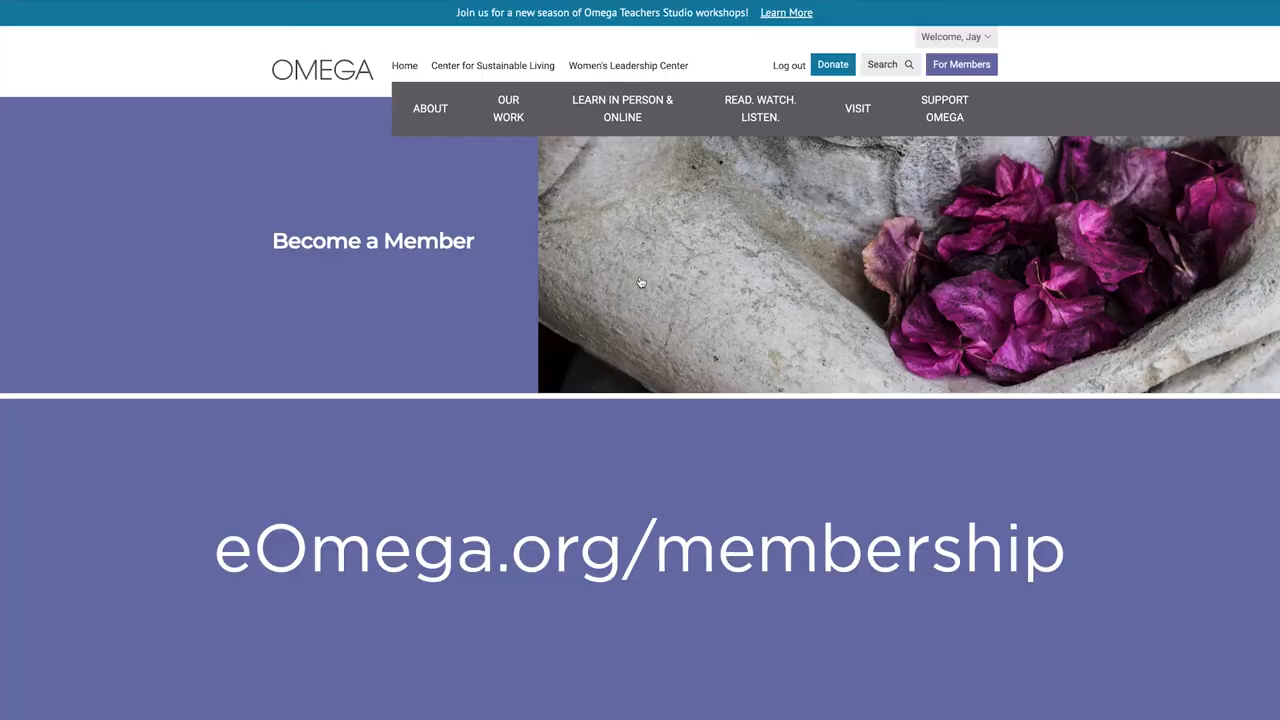 Join us for a new season of Omega Teachers Studio workshops! Learn More
Welcome, Jay
OMEGA
Home Center for Sustainable Living Women's Leadership Center
Log out Donate Search For Members
ABOUT
OUR
WORK
LEARN IN PERSON &
ONLINE
READ. WATCH.
LISTEN.
VISIT
SUPPORT
OMEGA
Become a Member
eOmega.org/membership